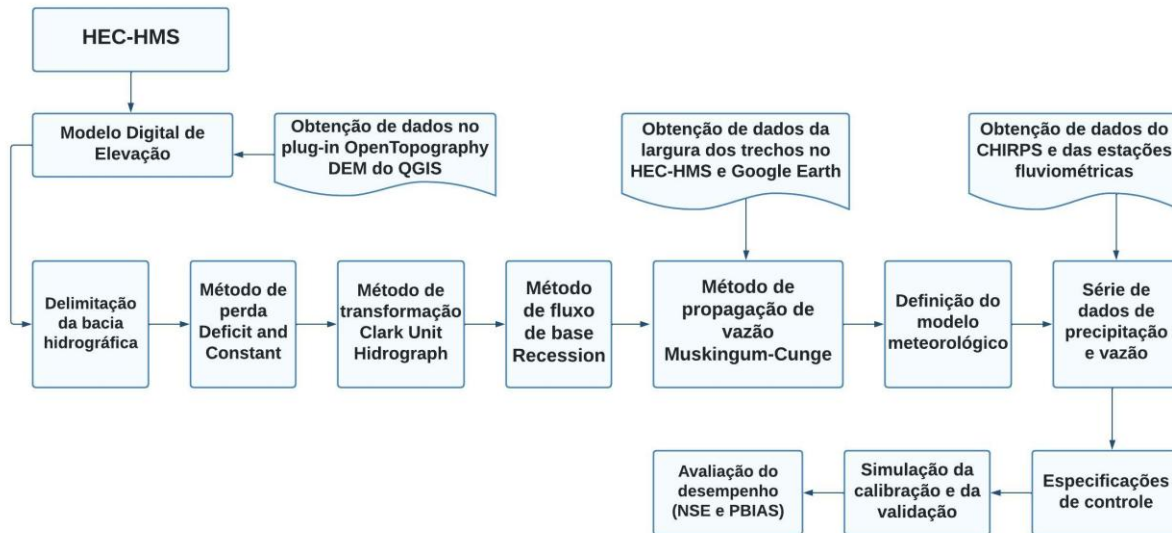 HEC-HMS
Modelo Digital de
Elevação
Obtenção de dados no
plug-in OpenTopography
DEM do QGIS
Obtenção de dados da
largura dos trechos no
HEC-HMS e Google Earth
Obtenção de dados do
CHIRPS e das estações
fluviométricas
Delimitação
da bacia
hidrográfica
Método de
perda
Deficit and
Constant
Método de
transformação
Clark Unit
Hidrograph
Método
de fluxo
de base
Recession
Método de
propagação de
vazão
Muskingum-Cunge
Definição do
modelo
meteorológico
Série de
dados de
precipitação
e vazão
Avaliação do
desempenho
(NSE e PBIAS)
Simulação da
calibração e da
validação
Especificações
de controle